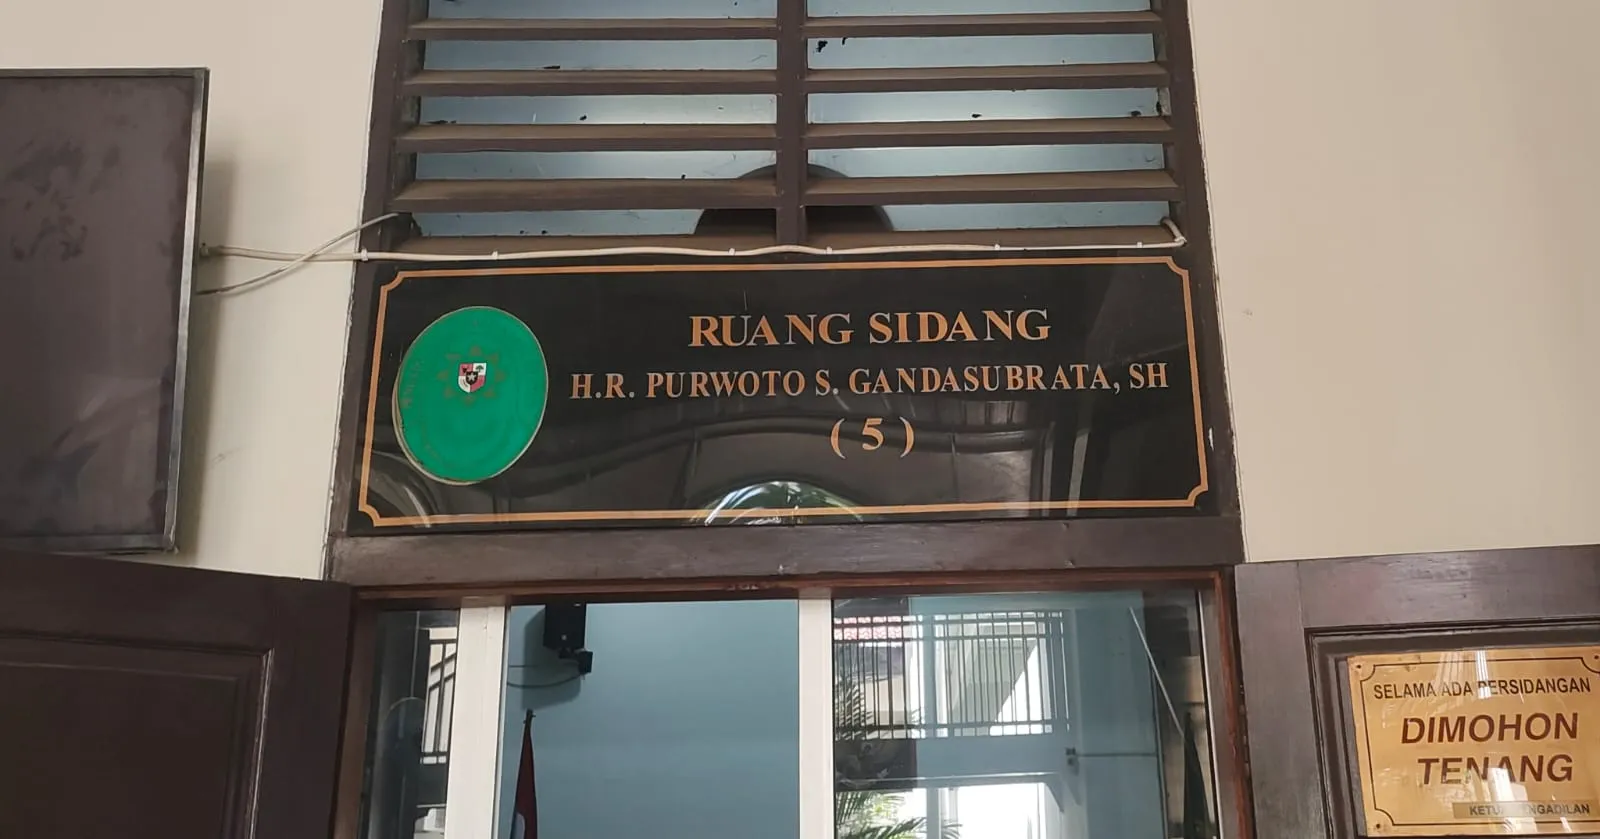 RUANG SIDANG
H.R. PURWOTO S. GANDASUBRATA, SH
( 5 )
SELAMA ADA PERSIDANGAN
DIMOHON
TENANG